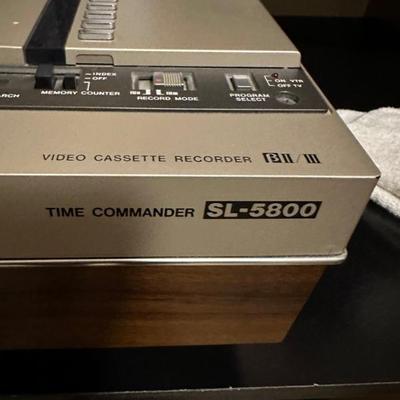 INDEX
OFF
ARCH
MEMORY COUNTER
RECORD MODE
PROGRAM
SELECT
ON VTR
OFF TV
VIDEO CASSETTE RECORDER βII/III
TIME COMMANDER SL-5800